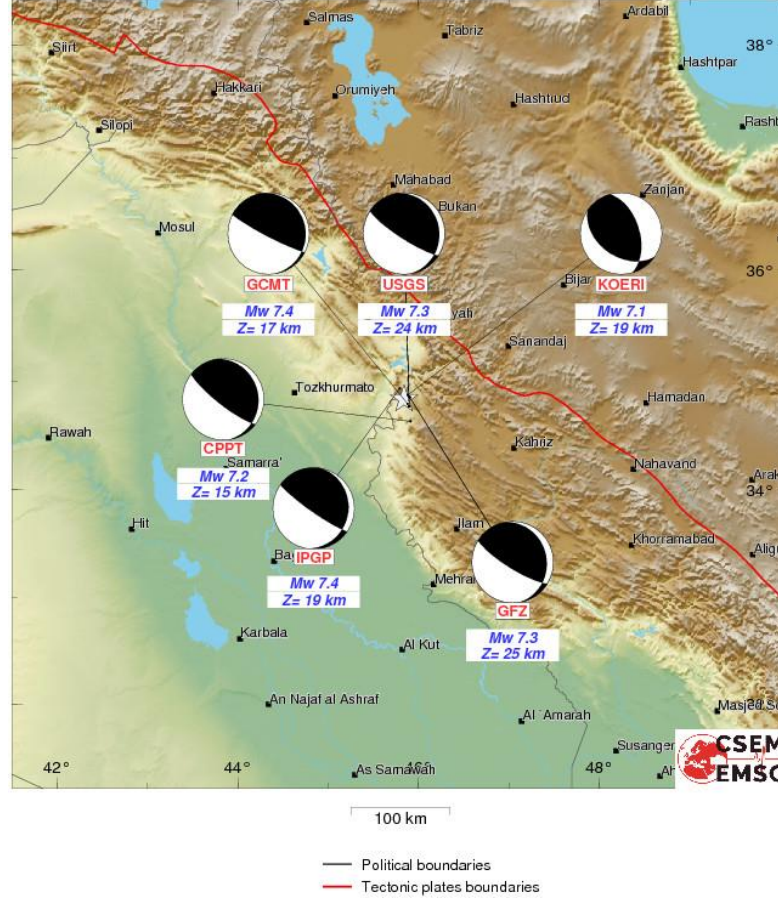 Salmas
Ardabil
Tabriz
38°
Siirt
Hashtpar
Hakkari
Orumiyeh
Hashtrud
Silopi
Rasht
Mahabad
Zanjan
Bukan
Mosul
36°
GCMT
USGS
Bijar
KOERI
Mw 7.4
Z= 17 km
Mw 7.3
Z= 24 km
Mw 7.1
Z= 19 km
Sanandaj
Tozkhurmato
Hamadan
Rawah
CPPT
Kahriz
Samarra'
Nahavand
Mw 7.2
Z= 15 km
34°
Hit
Ilam
IPGP
Khorramabad
Mw 7.4
Z= 19 km
GFZ
Mw 7.3
Z= 25 km
Karbala
Al Kut
An Najaf al Ashraf
Al `Amarah
42°
44°
46°
48°
As Samawah
CSEM
EMSC
100 km
Political boundaries
Tectonic plates boundaries